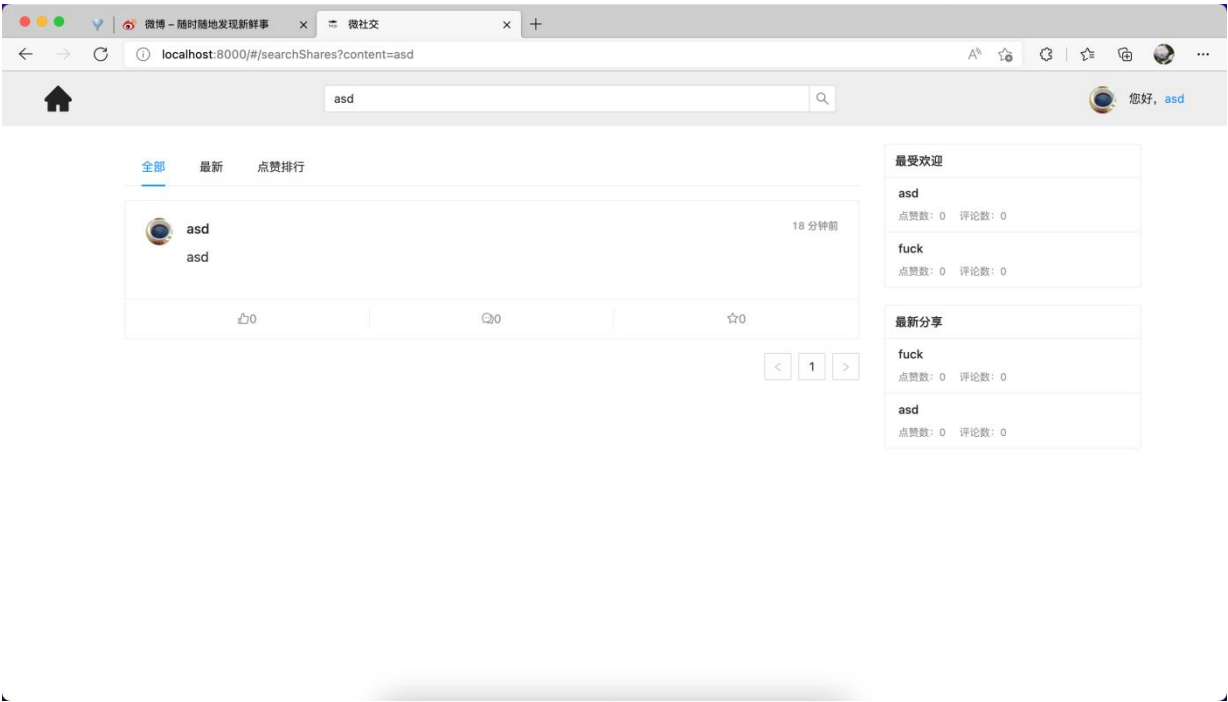 微博 – 随时随地发现新鲜事
微社交
localhost:8000/#/searchShares?content=asd
asd
您好，asd
全部 最新 点赞排行
asd
18 分钟前
asd
0 0 0
1
最受欢迎
asd
点赞数：0 评论数：0
fuck
点赞数：0 评论数：0
最新分享
fuck
点赞数：0 评论数：0
asd
点赞数：0 评论数：0